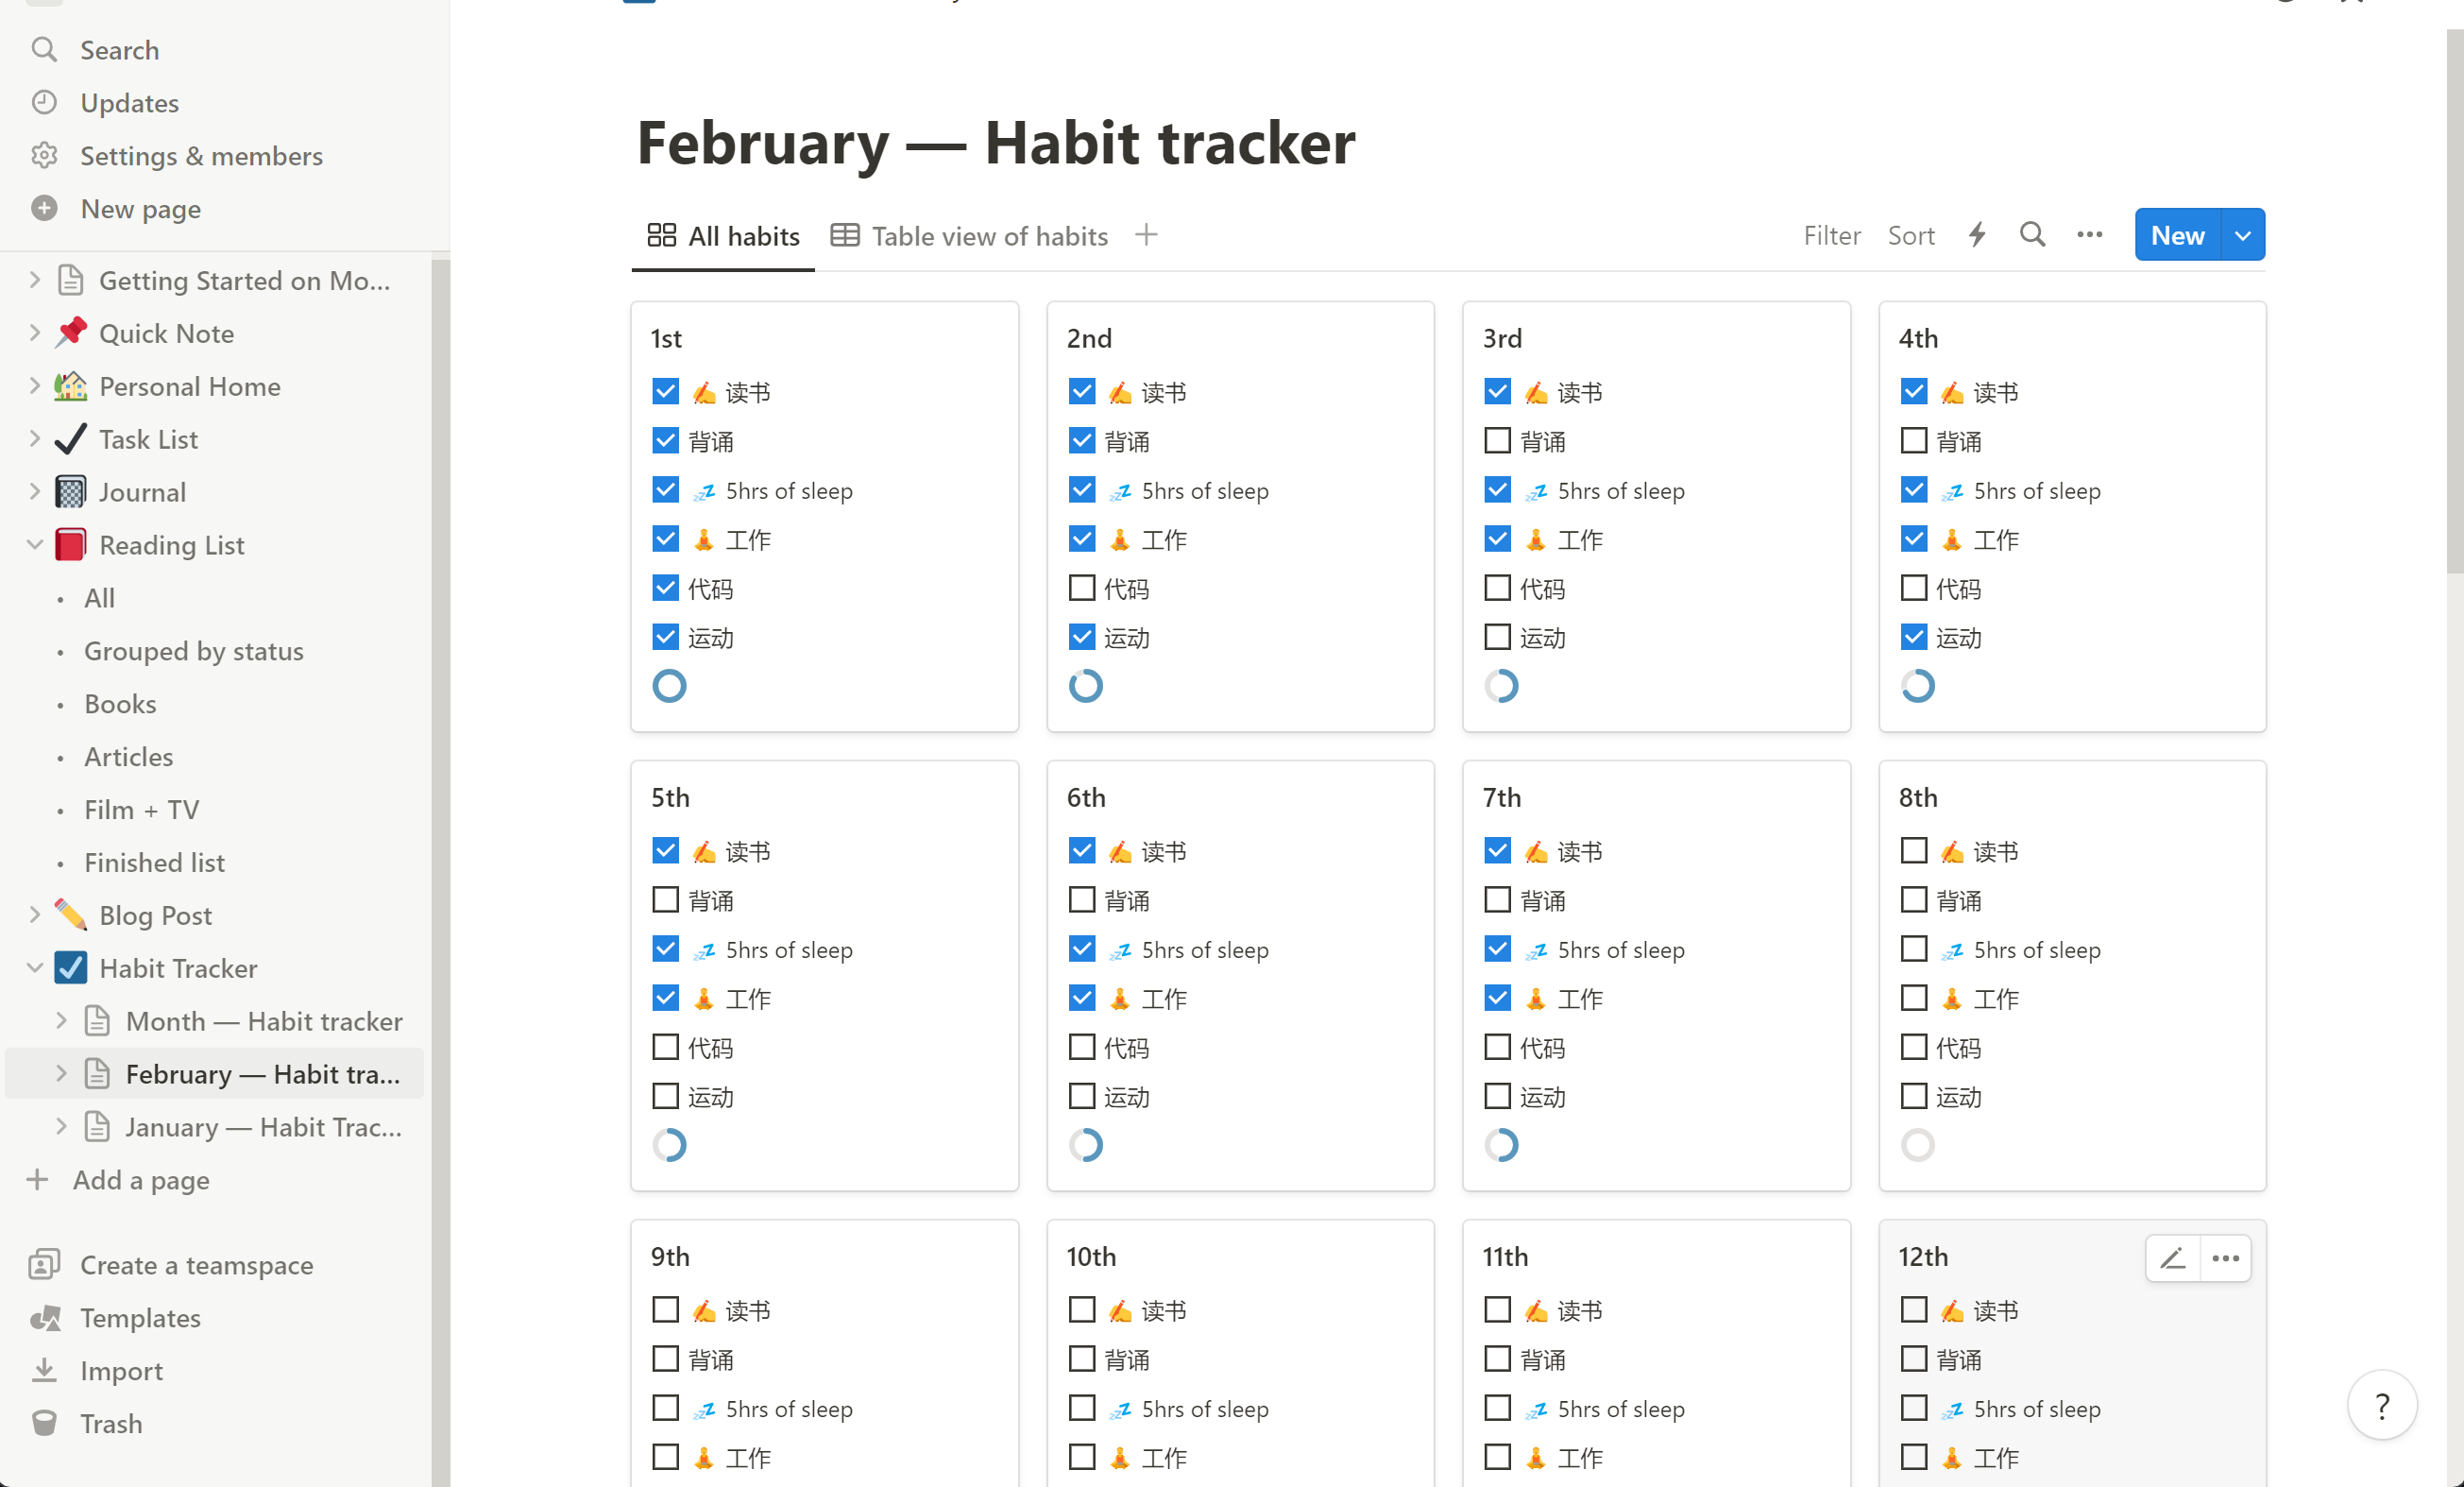 Search
Updates
Settings & members
New page
Getting Started on Mo...
Quick Note
Personal Home
Task List
Journal
Reading List
All
Grouped by status
Books
Articles
Film + TV
Finished list
Blog Post
Habit Tracker
Month — Habit tracker
February — Habit tra...
January — Habit Trac...
Add a page
Create a teamspace
Templates
Import
Trash
February — Habit tracker
All habits Table view of habits Filter Sort New
1st
读书
背诵
5hrs of sleep
工作
代码
运动
2nd
读书
背诵
5hrs of sleep
工作
代码
运动
3rd
读书
背诵
5hrs of sleep
工作
代码
运动
4th
读书
背诵
5hrs of sleep
工作
代码
运动
5th
读书
背诵
5hrs of sleep
工作
代码
运动
6th
读书
背诵
5hrs of sleep
工作
代码
运动
7th
读书
背诵
5hrs of sleep
工作
代码
运动
8th
读书
背诵
5hrs of sleep
工作
代码
运动
9th
读书
背诵
5hrs of sleep
工作
10th
读书
背诵
5hrs of sleep
工作
11th
读书
背诵
5hrs of sleep
工作
12th
读书
背诵
5hrs of sleep
工作
?